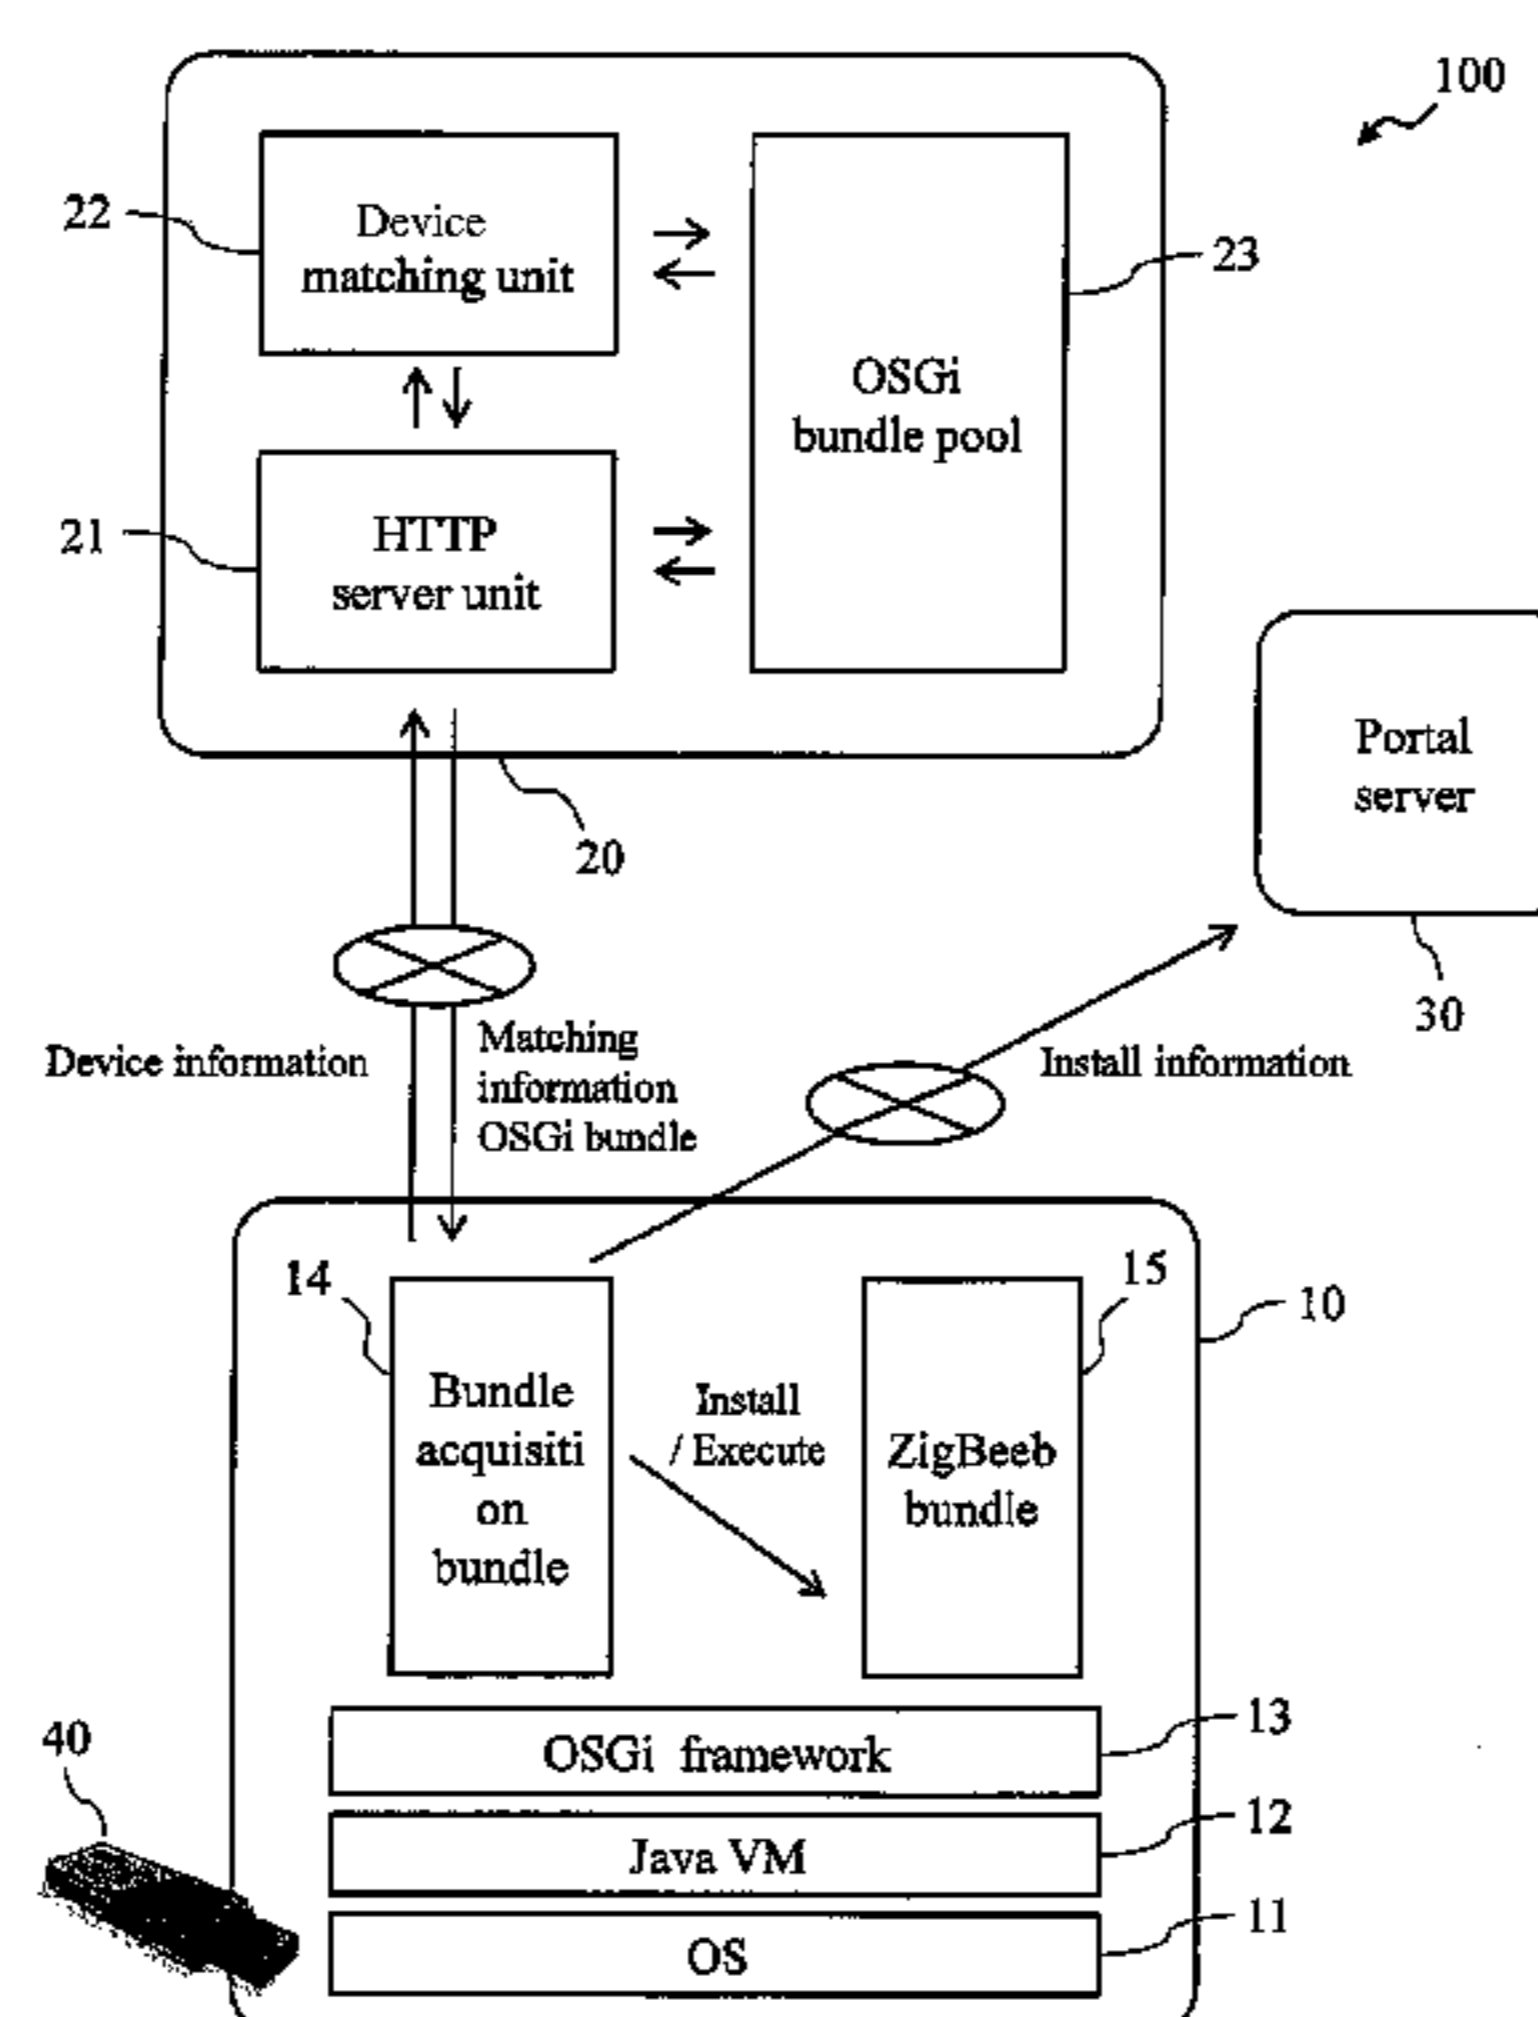 100
22
Device
matching unit
23
OSGi
bundle pool
21
HTTP
server unit
Portal
server
20
30
Device information
Matching
information
OSGi bundle
Install information
14
15
10
Bundle
acquisiti
on
bundle
Install
/ Execute
ZigBeeb
bundle
13
OSGi framework
40
12
Java VM
11
OS